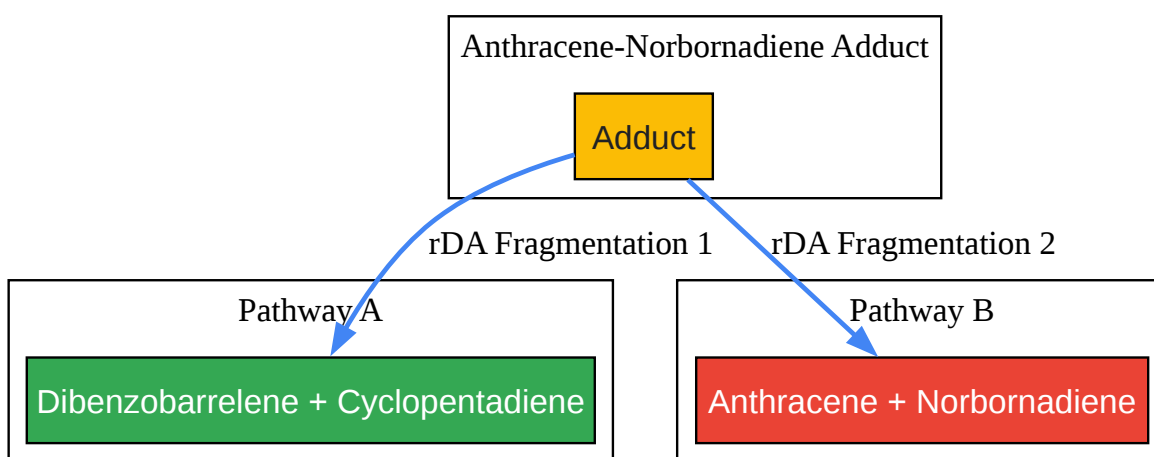 Anthracene-Norbornadiene Adduct
Adduct
rDA Fragmentation 1
rDA Fragmentation 2
Pathway A
Pathway B
Dibenzobarrelene + Cyclopentadiene
Anthracene + Norbornadiene